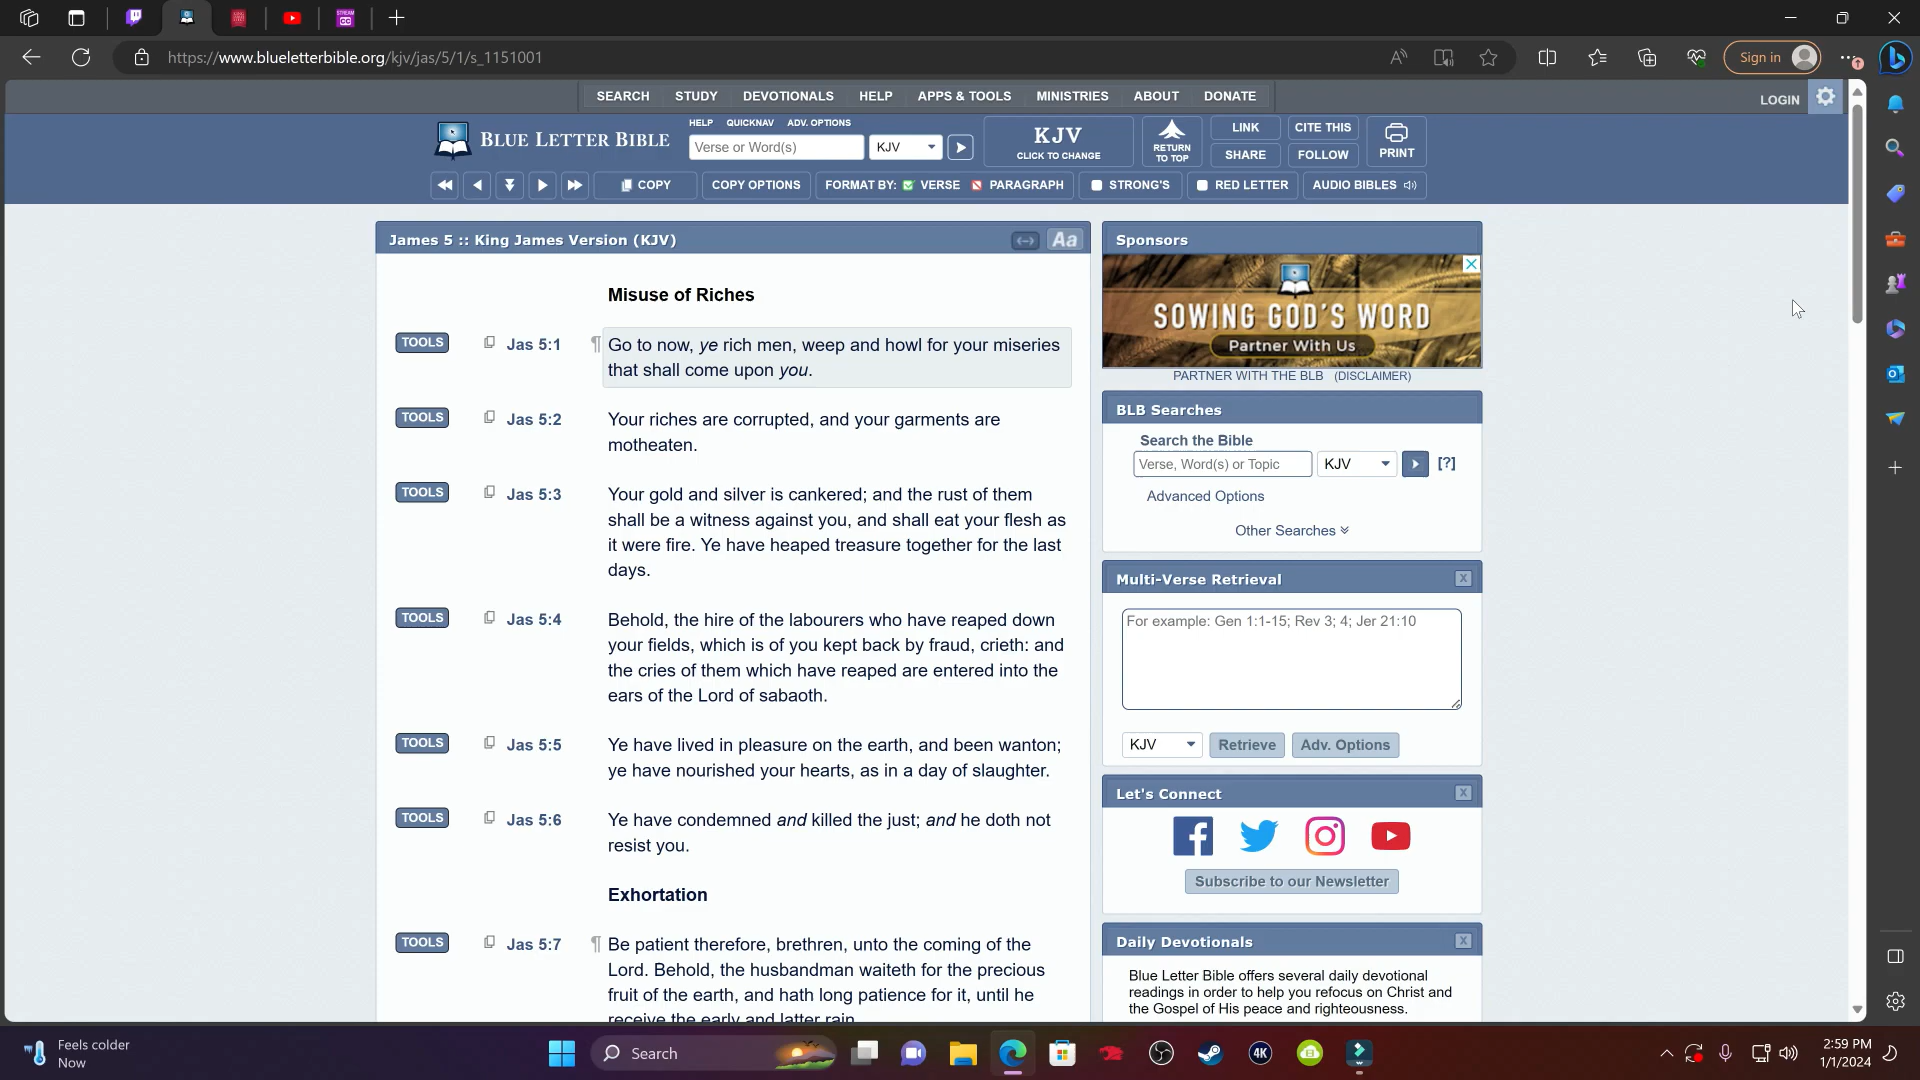 STREAM
CC
https://www.blueletterbible.org/kjv/jas/5/1/s_1151001
Sign in
SEARCH STUDY DEVOTIONALS HELP APPS & TOOLS MINISTRIES ABOUT DONATE
LOGIN
BLUE LETTER BIBLE
HELP QUICKNAV ADV. OPTIONS
Verse or Word(s)
KJV
KJV
CLICK TO CHANGE
RETURN
TO TOP
LINK
CITE THIS
SHARE
FOLLOW
PRINT
COPY
COPY OPTIONS
FORMAT BY: VERSE PARAGRAPH
STRONG'S
RED LETTER
AUDIO BIBLES
James 5 :: King James Version (KJV)
Aa
Misuse of Riches
TOOLS Jas 5:1 ¶ Go to now, ye rich men, weep and howl for your miseries
that shall come upon you.
TOOLS Jas 5:2 Your riches are corrupted, and your garments are
motheaten.
TOOLS Jas 5:3 Your gold and silver is cankered; and the rust of them
shall be a witness against you, and shall eat your flesh as
it were fire. Ye have heaped treasure together for the last
days.
TOOLS Jas 5:4 Behold, the hire of the labourers who have reaped down
your fields, which is of you kept back by fraud, crieth: and
the cries of them which have reaped are entered into the
ears of the Lord of sabaoth.
TOOLS Jas 5:5 Ye have lived in pleasure on the earth, and been wanton;
ye have nourished your hearts, as in a day of slaughter.
TOOLS Jas 5:6 Ye have condemned and killed the just; and he doth not
resist you.
Exhortation
TOOLS Jas 5:7 ¶ Be patient therefore, brethren, unto the coming of the
Lord. Behold, the husbandman waiteth for the precious
fruit of the earth, and hath long patience for it, until he
receive the early and latter rain.
Sponsors
SOWING GOD'S WORD
Partner With Us
PARTNER WITH THE BLB (DISCLAIMER)
BLB Searches
Search the Bible
Verse, Word(s) or Topic
KJV
[?]
Advanced Options
Other Searches
Multi-Verse Retrieval
X
For example: Gen 1:1-15; Rev 3; 4; Jer 21:10
KJV
Retrieve
Adv. Options
Let's Connect
X
Subscribe to our Newsletter
Daily Devotionals
X
Blue Letter Bible offers several daily devotional
readings in order to help you refocus on Christ and
the Gospel of His peace and righteousness.
Feels colder
Now
Search
4K
2:59 PM
1/1/2024